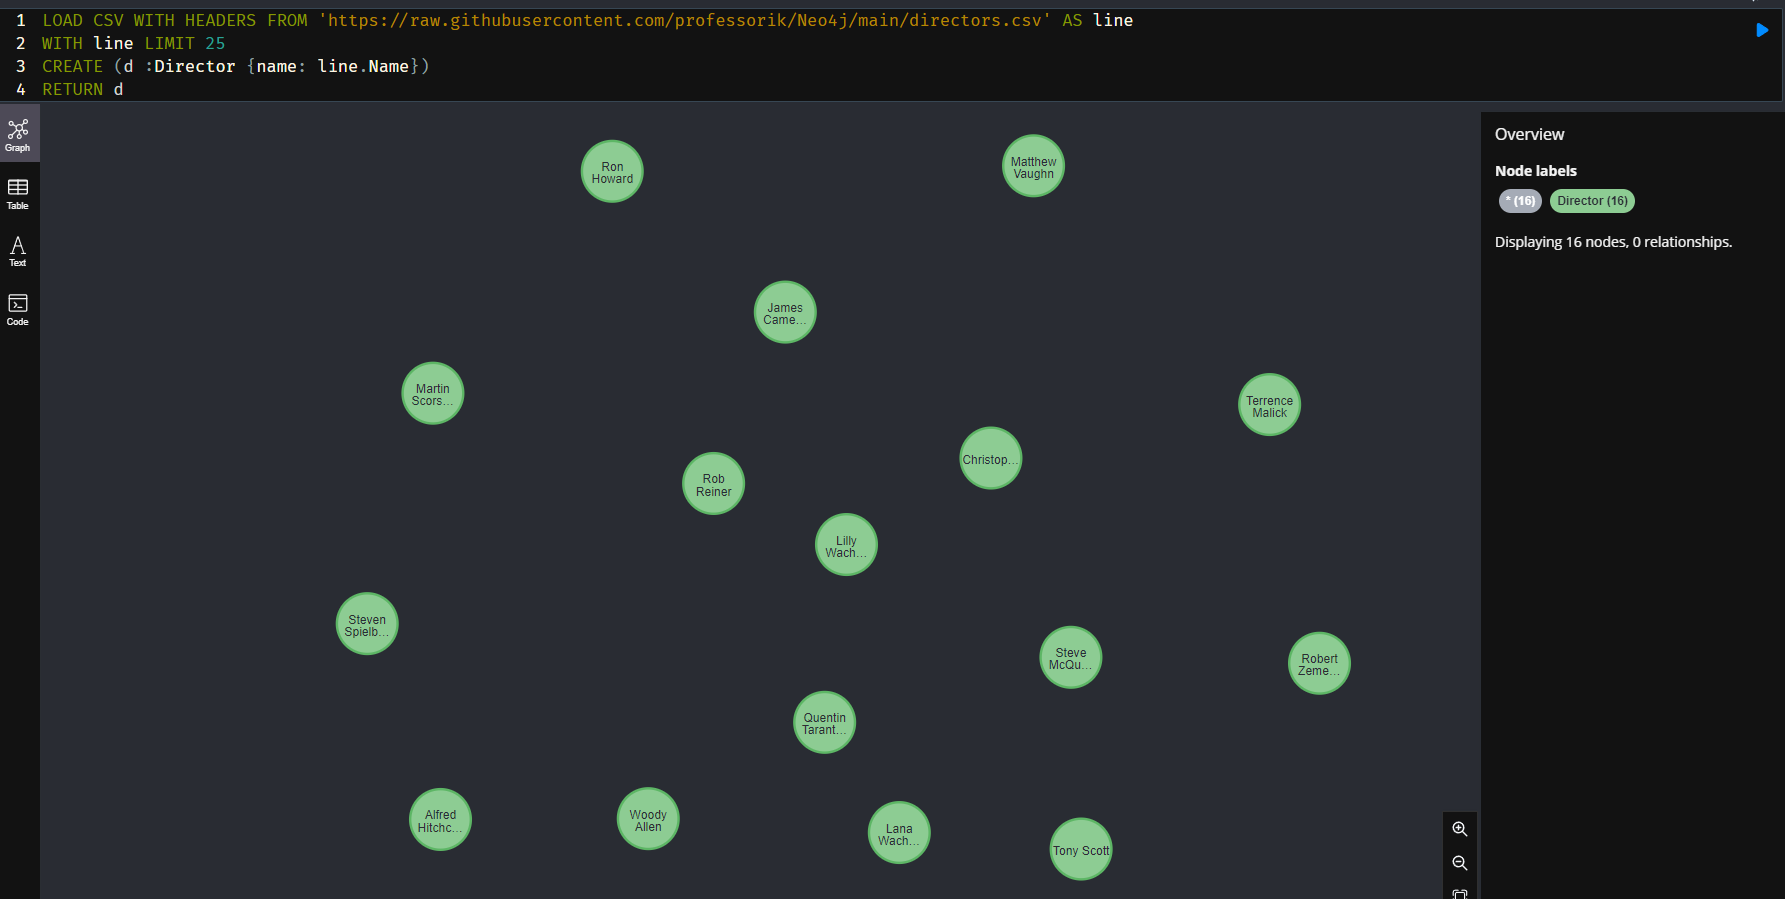 1 LOAD CSV WITH HEADERS FROM 'https://raw.githubusercontent.com/professorik/Neo4j/main/directors.csv' AS line
2 WITH line LIMIT 25
3 CREATE (d :Director {name: line.Name})
4 RETURN d
Graph
Table
Text
Code
Ron
Howard
Matthew
Vaughn
James
Came...
Martin
Scors...
Terrence
Malick
Christop...
Rob
Reiner
Lilly
Wach...
Steven
Spielb...
Steve
McQu...
Robert
Zeme...
Quentin
Tarant...
Alfred
Hitchc...
Woody
Allen
Lana
Wach...
Tony Scott
Overview
Node labels
* (16) Director (16)
Displaying 16 nodes, 0 relationships.